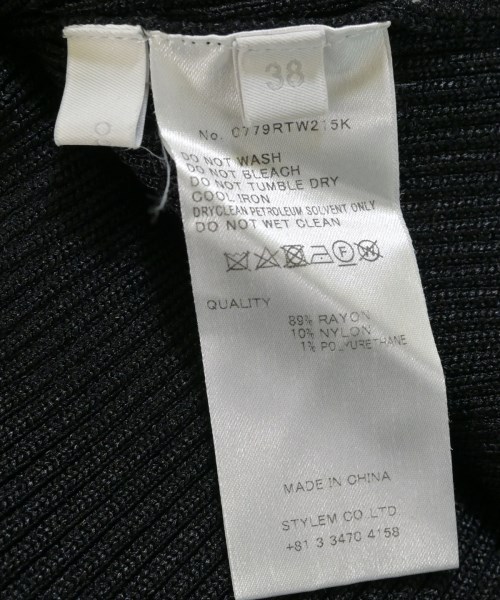 38
No. 0779RTW215K
DO NOT WASH
DO NOT BLEACH
DO NOT TUMBLE DRY
COOL IRON
DRYCLEAN PETROLEUM SOLVENT ONLY
DO NOT WET CLEAN
QUALITY
89% RAYON
10% NYLON
1% POLYURETHANE
MADE IN CHINA
STYLEM CO.LTD
+81 3 3470 4158